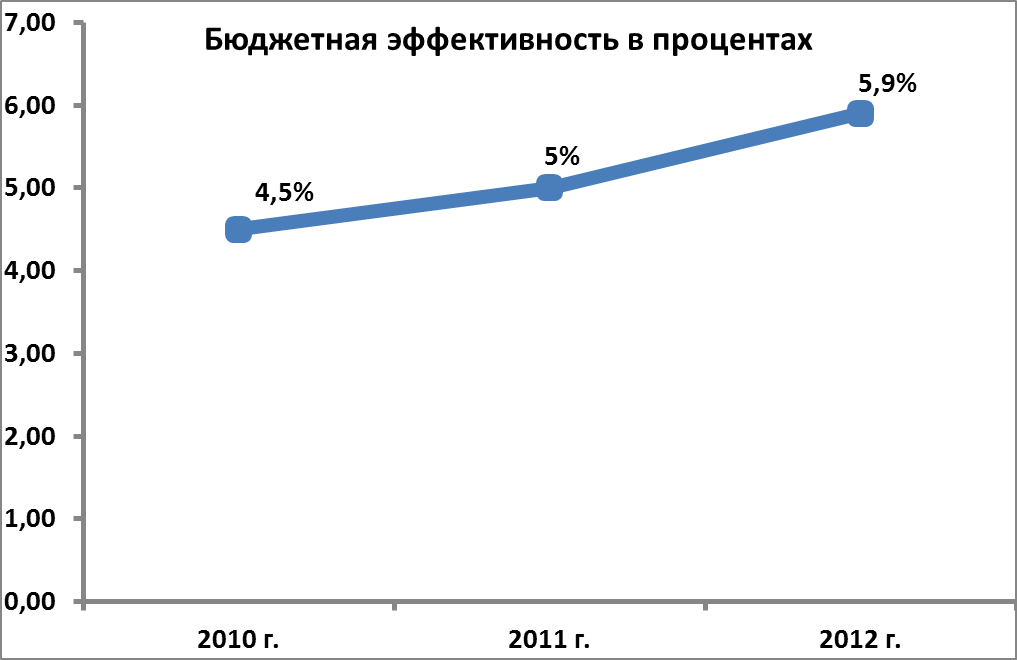 Бюджетная эффективность в процентах
7,00
6,00
5,00
4,00
3,00
2,00
1,00
0,00
4,5%
5%
5,9%
2010 г.
2011 г.
2012 г.